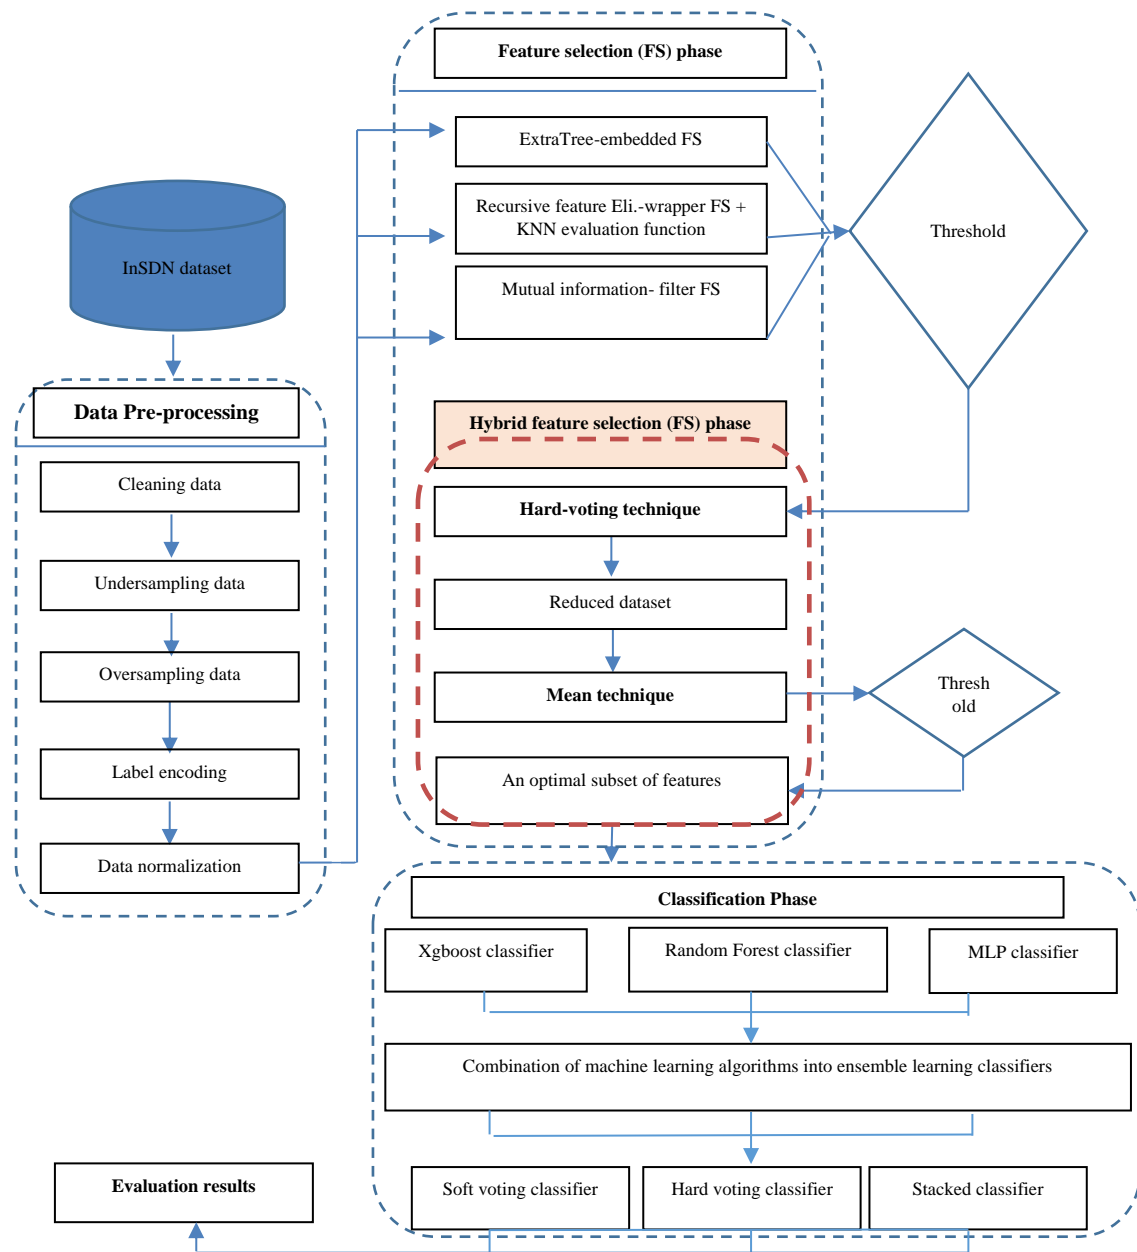 Feature selection (FS) phase
ExtraTree-embedded FS
Recursive feature Eli.-wrapper FS +
KNN evaluation function
Mutual information- filter FS
Threshold
InSDN dataset
Data Pre-processing
Cleaning data
Undersampling data
Oversampling data
Label encoding
Data normalization
Hybrid feature selection (FS) phase
Hard-voting technique
Reduced dataset
Mean technique
Thresh
old
An optimal subset of features
Classification Phase
Xgboost classifier
Random Forest classifier
MLP classifier
Combination of machine learning algorithms into ensemble learning classifiers
Soft voting classifier
Hard voting classifier
Stacked classifier
Evaluation results